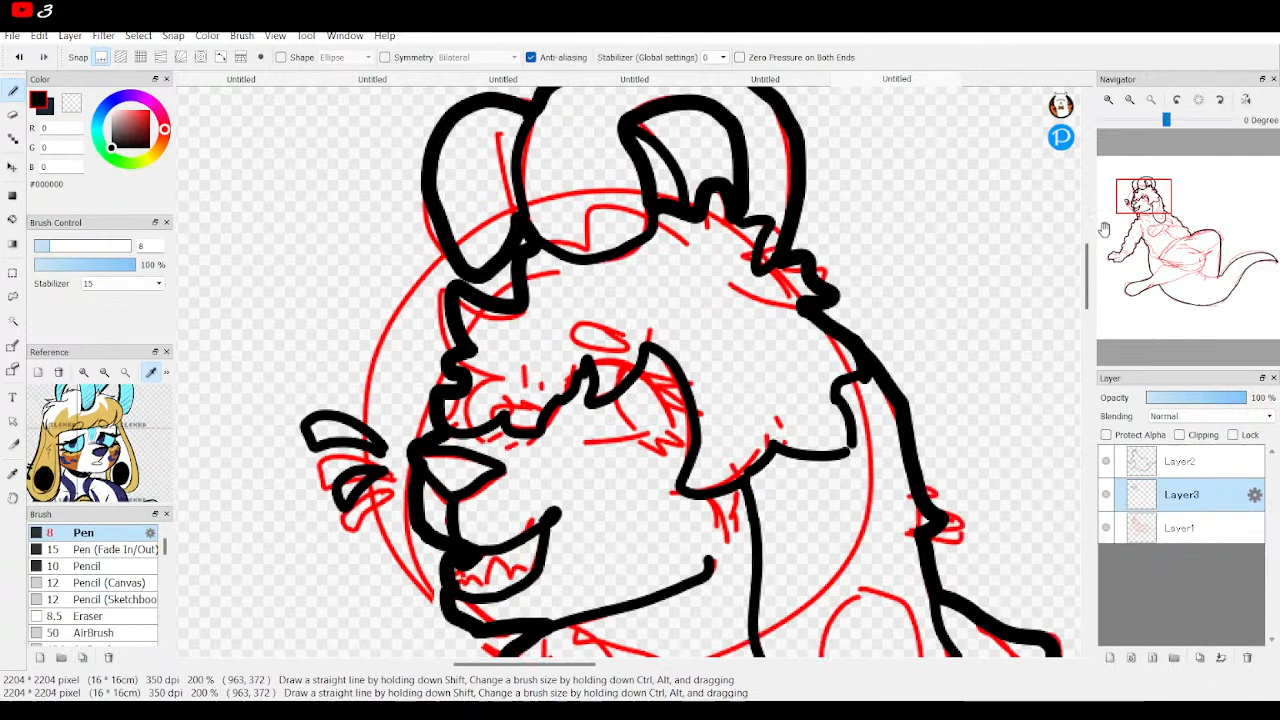 3
File Edit Layer Filter Select Snap Color Brush View Tool Window Help
Snap Shape Ellipse Symmetry Bilateral Anti-aliasing Stabilizer (Global settings) 0 Zero Pressure on Both Ends
Color
Untitled Untitled Untitled Untitled Untitled Untitled
Navigator
R 0
G 0
B 0
#000000
0 Degree
P
Brush Control
8
100 %
Stabilizer 15
Reference
Layer
Opacity 100 %
Blending Normal
Protect Alpha Clipping Lock
Layer2
Layer3
Layer1
Brush
8 Pen
15 Pen (Fade In/Out)
10 Pencil
12 Pencil (Canvas)
12 Pencil (Sketchboo
8.5 Eraser
50 AirBrush
2204 * 2204 pixel (16 * 16cm) 350 dpi 200 % ( 963, 372 ) Draw a straight line by holding down Shift, Change a brush size by holding down Ctrl, Alt, and dragging
2204 * 2204 pixel (16 * 16cm) 350 dpi 200 % ( 963, 372 ) Draw a straight line by holding down Shift, Change a brush size by holding down Ctrl, Alt, and dragging